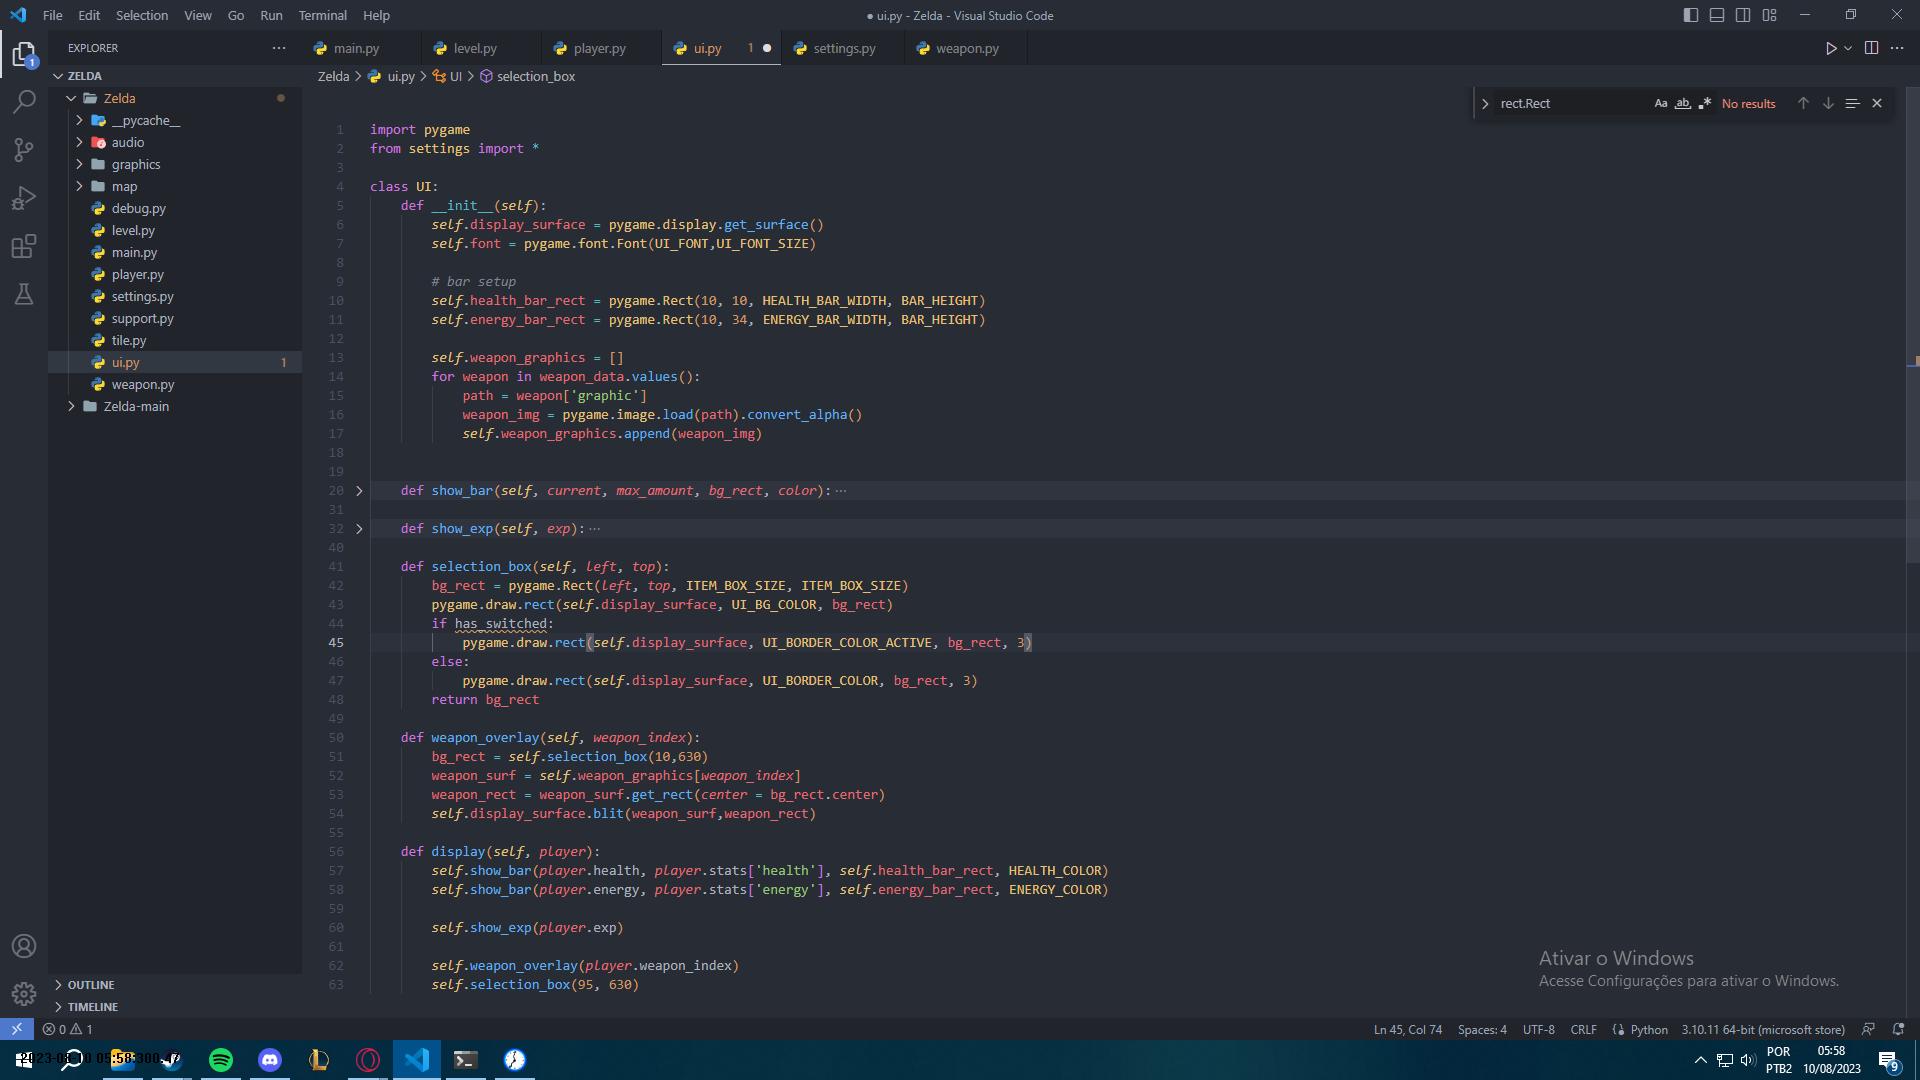 File Edit Selection View Go Run Terminal Help
● ui.py - Zelda - Visual Studio Code
EXPLORER
main.py level.py player.py ui.py 1 settings.py weapon.py
ZELDA
Zelda > ui.py > UI > selection_box
Zelda
__pycache__
audio
graphics
map
debug.py
level.py
main.py
player.py
settings.py
support.py
tile.py
ui.py 1
weapon.py
Zelda-main
OUTLINE
TIMELINE
rect.Rect Aa ab .* No results
1 import pygame
2 from settings import *
3
4 class UI:
5 def __init__(self):
6 self.display_surface = pygame.display.get_surface()
7 self.font = pygame.font.Font(UI_FONT,UI_FONT_SIZE)
8
9 # bar setup
10 self.health_bar_rect = pygame.Rect(10, 10, HEALTH_BAR_WIDTH, BAR_HEIGHT)
11 self.energy_bar_rect = pygame.Rect(10, 34, ENERGY_BAR_WIDTH, BAR_HEIGHT)
12
13 self.weapon_graphics = []
14 for weapon in weapon_data.values():
15 path = weapon['graphic']
16 weapon_img = pygame.image.load(path).convert_alpha()
17 self.weapon_graphics.append(weapon_img)
18
19
20 def show_bar(self, current, max_amount, bg_rect, color):···
31
32 def show_exp(self, exp):···
40
41 def selection_box(self, left, top):
42 bg_rect = pygame.Rect(left, top, ITEM_BOX_SIZE, ITEM_BOX_SIZE)
43 pygame.draw.rect(self.display_surface, UI_BG_COLOR, bg_rect)
44 if has_switched:
45 pygame.draw.rect(self.display_surface, UI_BORDER_COLOR_ACTIVE, bg_rect, 3)
46 else:
47 pygame.draw.rect(self.display_surface, UI_BORDER_COLOR, bg_rect, 3)
48 return bg_rect
49
50 def weapon_overlay(self, weapon_index):
51 bg_rect = self.selection_box(10,630)
52 weapon_surf = self.weapon_graphics[weapon_index]
53 weapon_rect = weapon_surf.get_rect(center = bg_rect.center)
54 self.display_surface.blit(weapon_surf,weapon_rect)
55
56 def display(self, player):
57 self.show_bar(player.health, player.stats['health'], self.health_bar_rect, HEALTH_COLOR)
58 self.show_bar(player.energy, player.stats['energy'], self.energy_bar_rect, ENERGY_COLOR)
59
60 self.show_exp(player.exp)
61
62 self.weapon_overlay(player.weapon_index)
63 self.selection_box(95, 630)
Ativar o Windows
Acesse Configurações para ativar o Windows.
0 1
Ln 45, Col 74 Spaces: 4 UTF-8 CRLF Python 3.10.11 64-bit (microsoft store)
POR
PTB2
05:58
10/08/2023
9